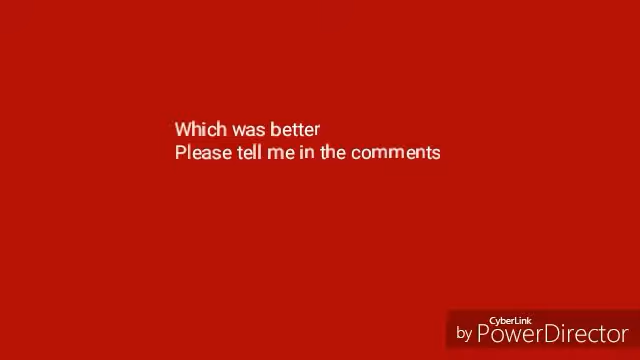 Which was better
Please tell me in the comments
CyberLink
by PowerDirector